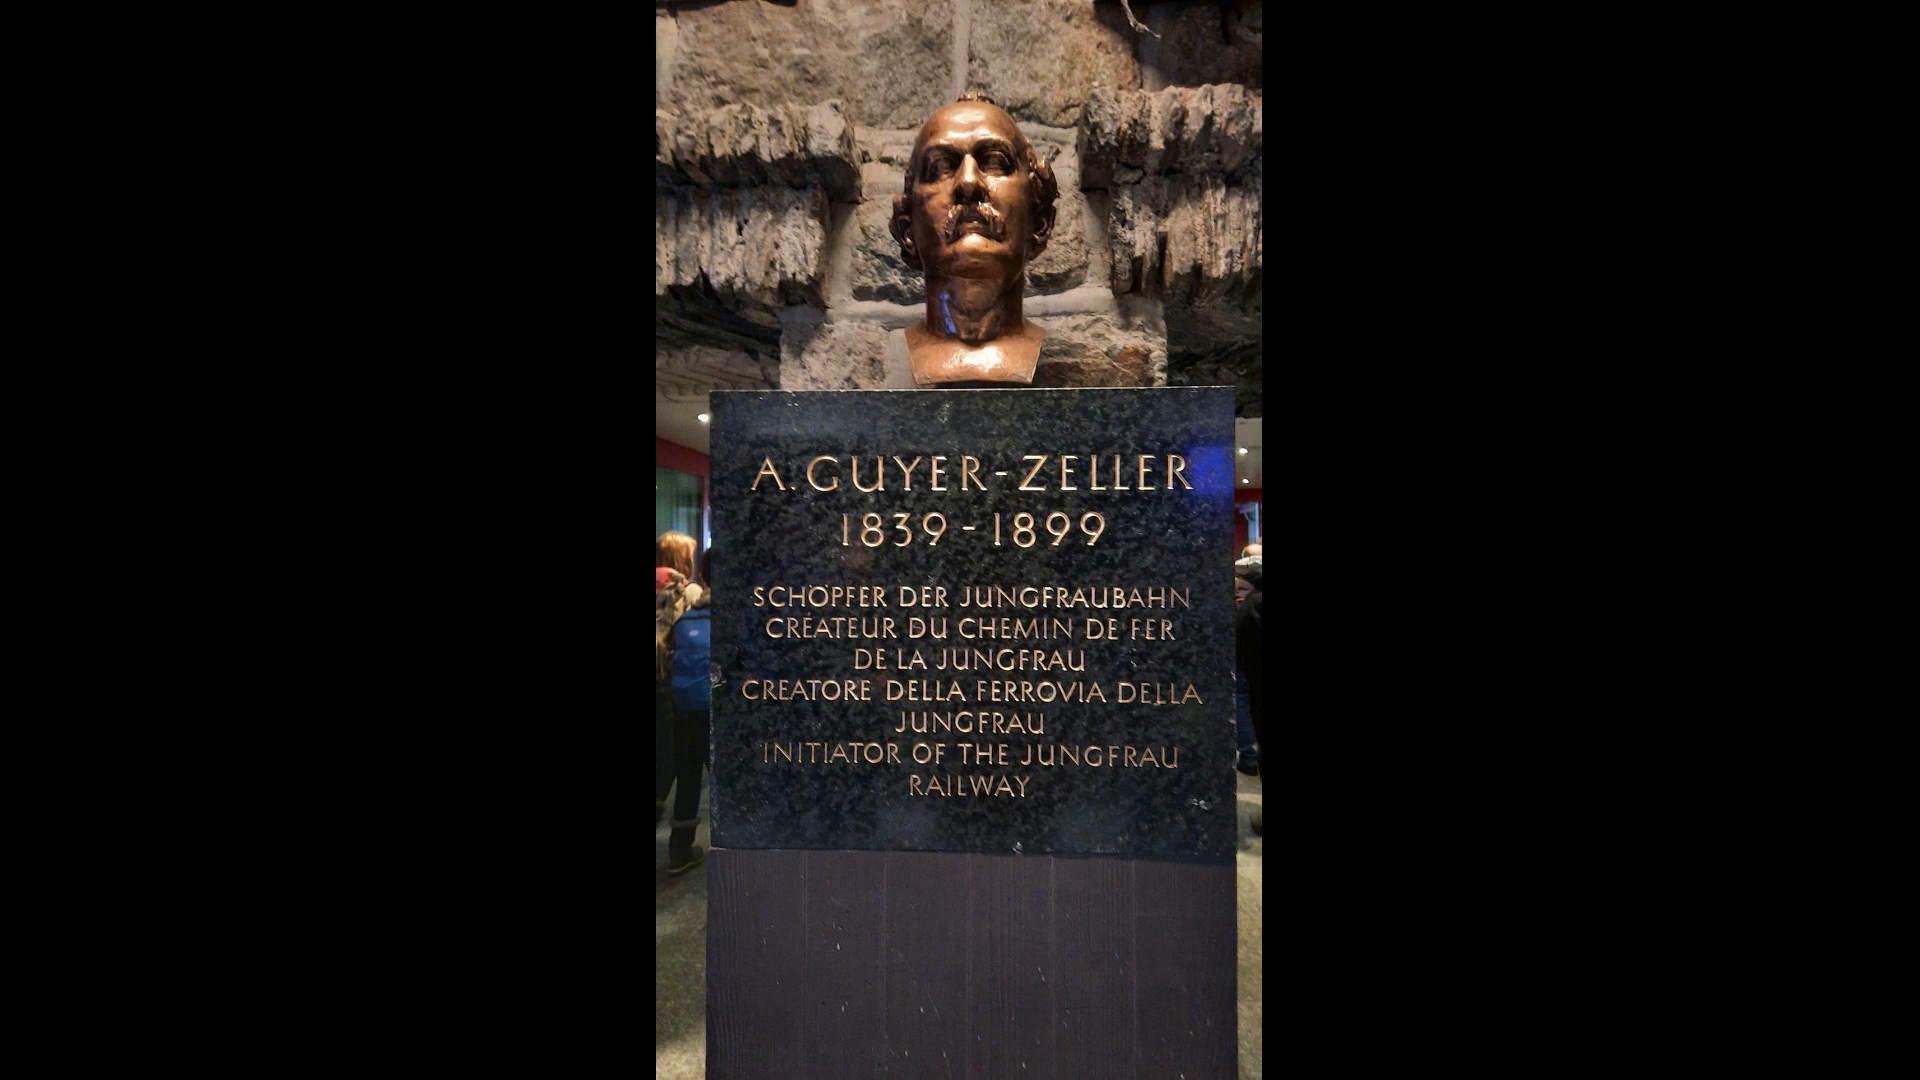 A. GUYER-ZELLER
1839-1899
SCHÖPFER DER JUNGFRAUBAHN
CRÉATEUR DU CHEMIN DE FER
DE LA JUNGFRAU
CREATORE DELLA FERROVIA DELLA
JUNGFRAU
INITIATOR OF THE JUNGFRAU
RAILWAY